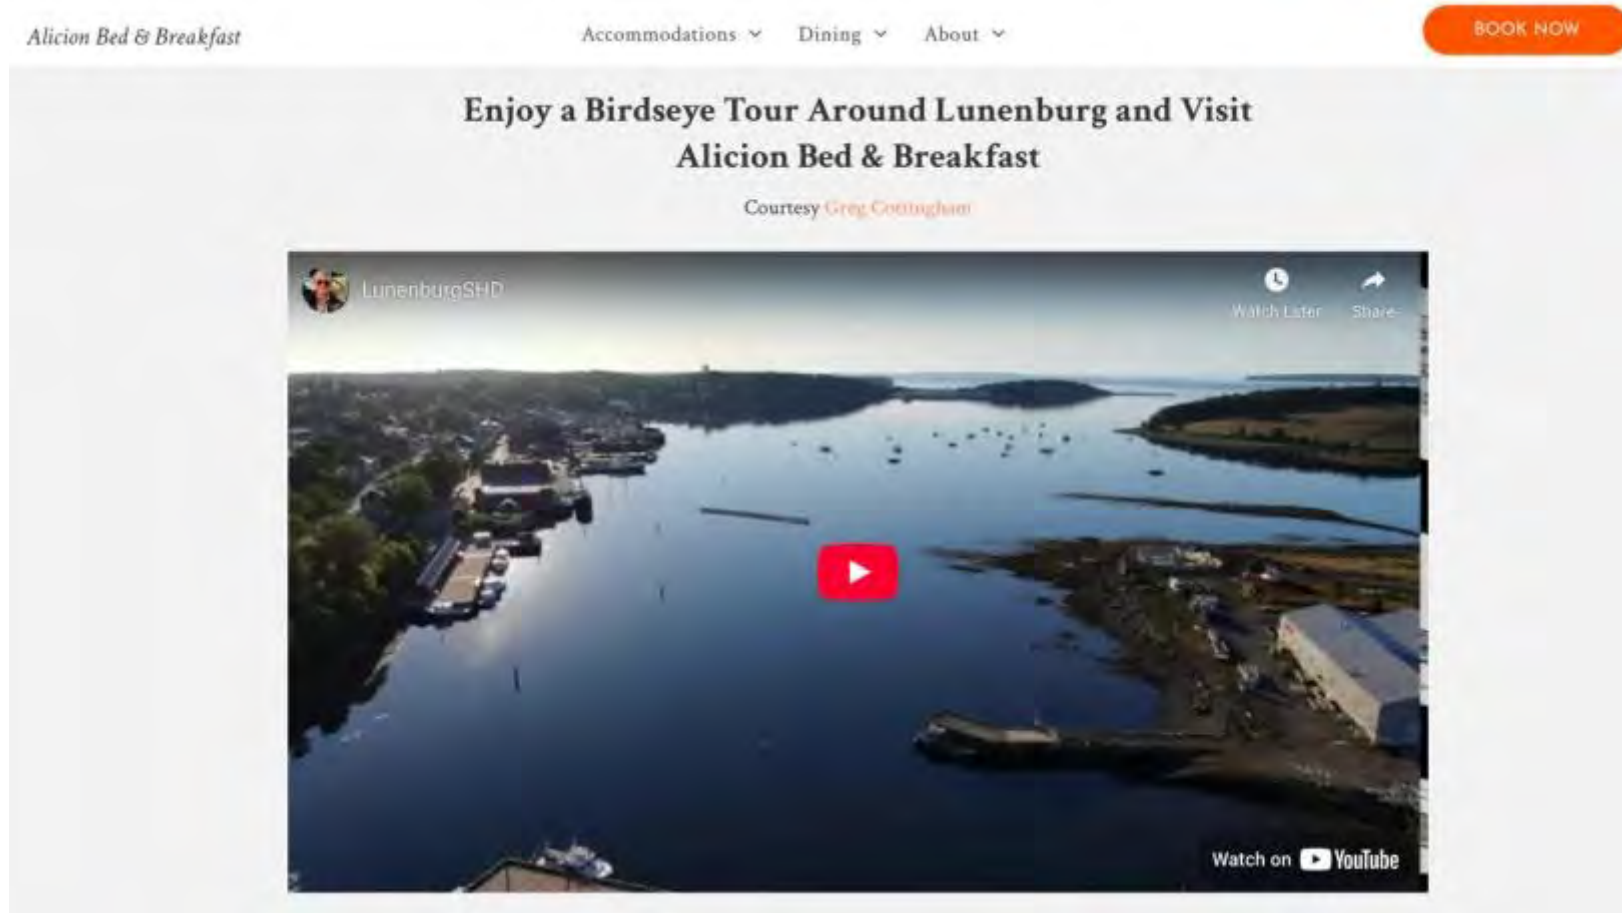 Alicion Bed & Breakfast
Accommodations
Dining
About
BOOK NOW
Enjoy a Birdseye Tour Around Lunenburg and Visit
Alicion Bed & Breakfast
Courtesy Greg Cottingham
LunenburgSHD
Watch Later
Share
Watch on YouTube